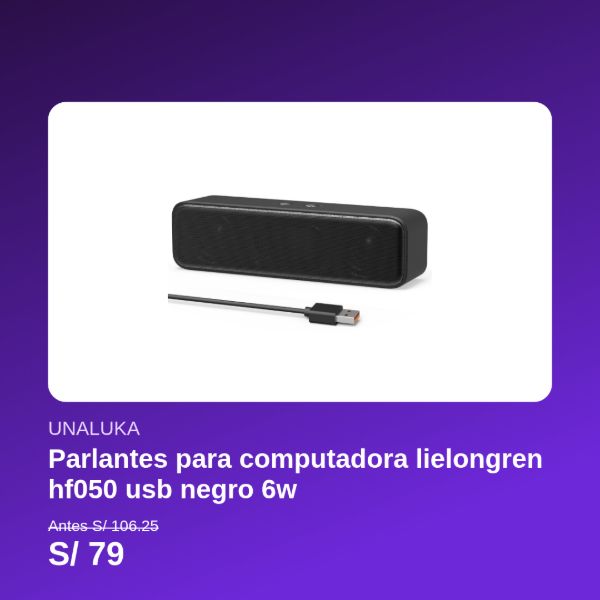 UNALUKA
Parlantes para computadora lielongren
hf050 usb negro 6w
Antes S/ 106.25
S/ 79